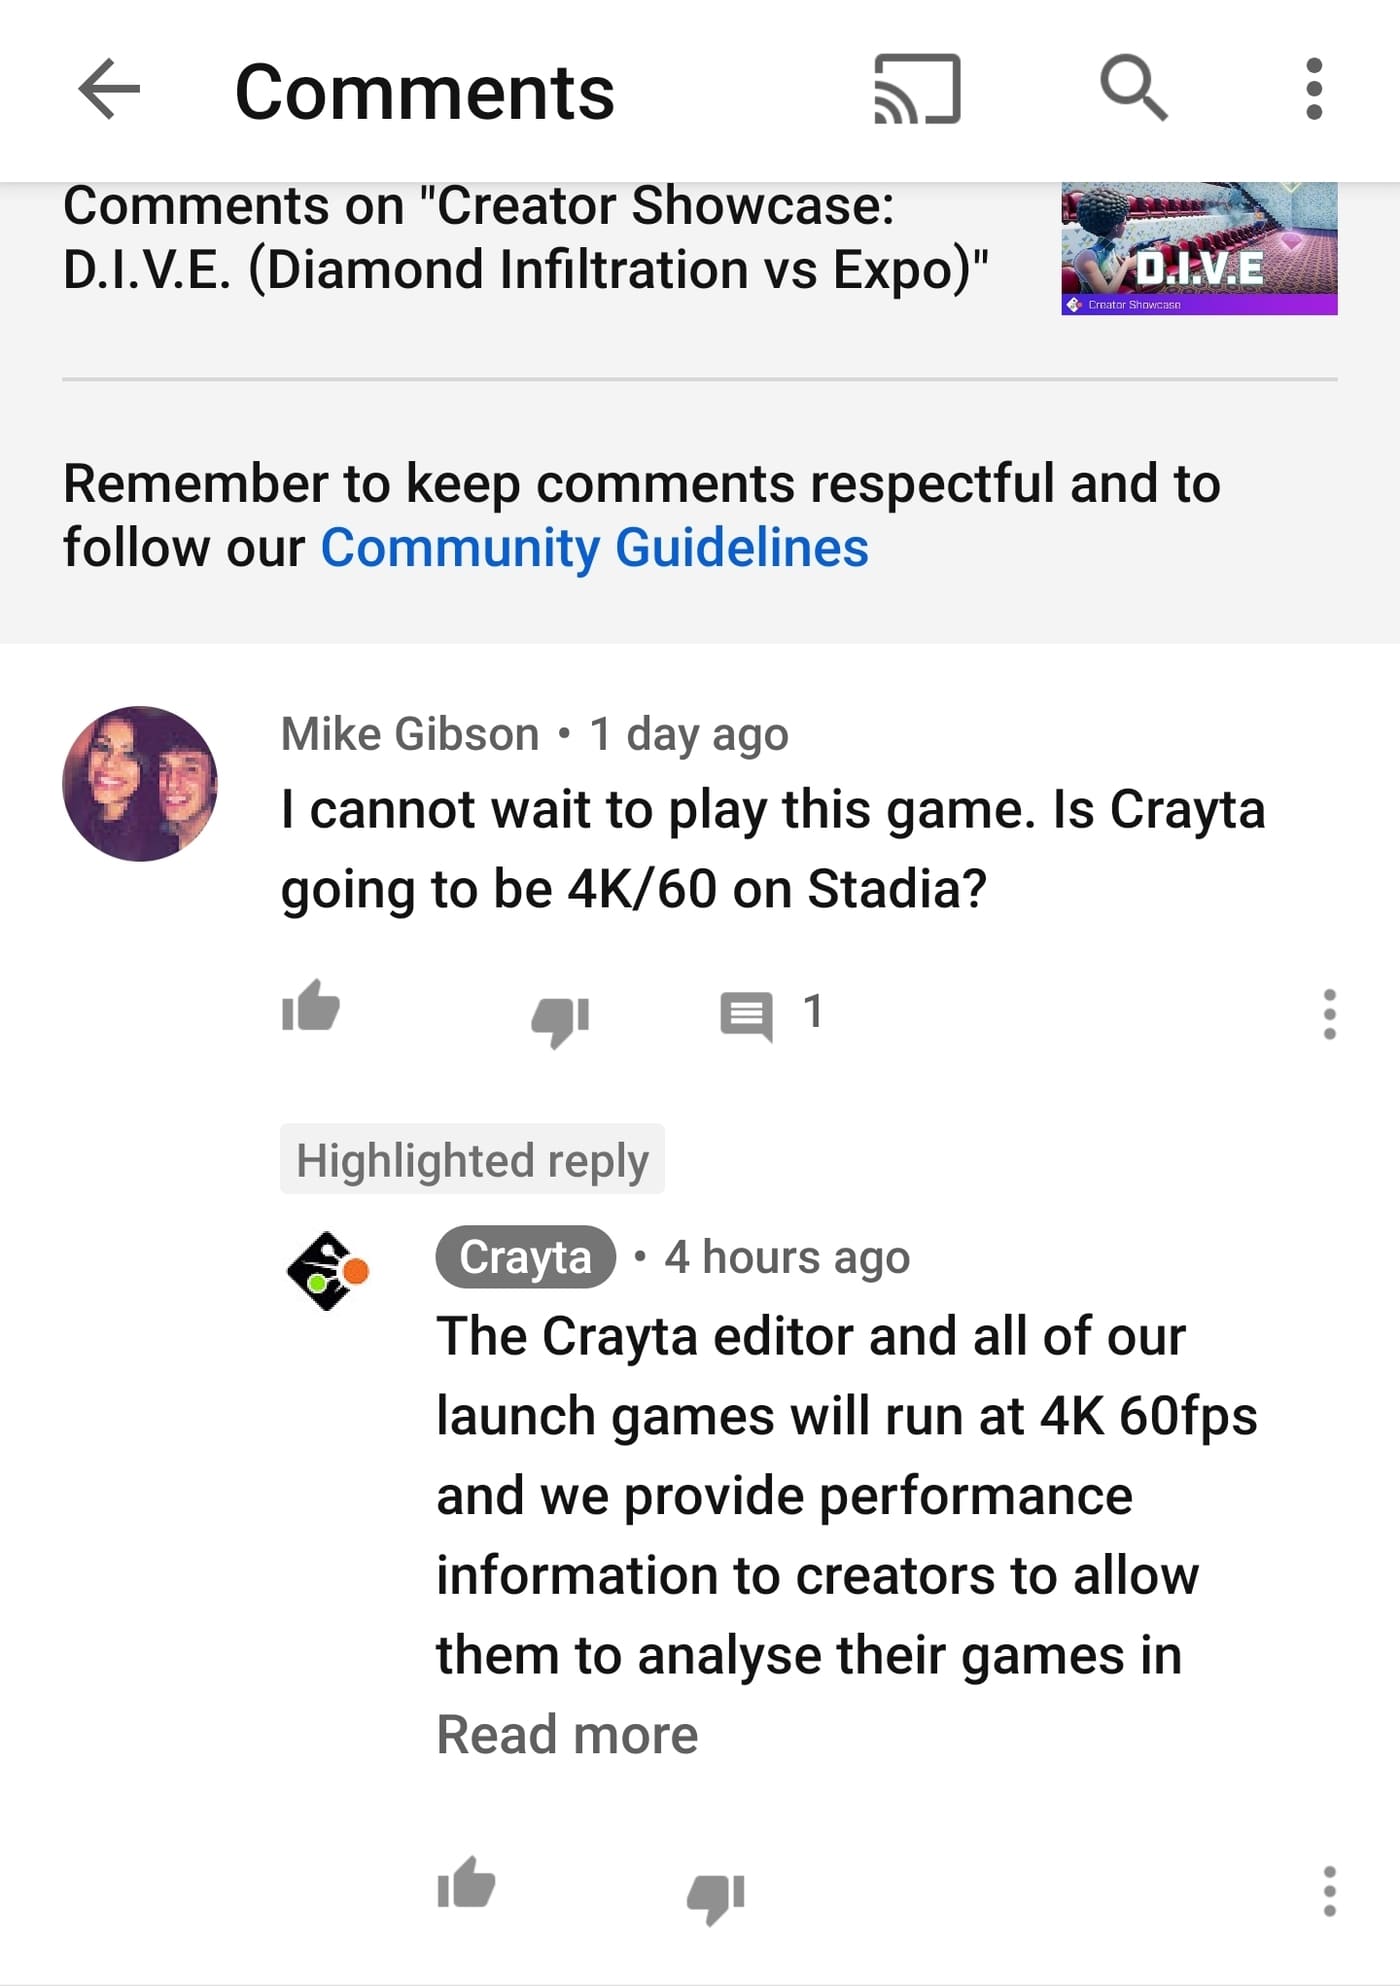 Comments
Comments on "Creator Showcase:
D.I.V.E. (Diamond Infiltration vs Expo)"
D.I.V.E
Creator Showcase
Remember to keep comments respectful and to
follow our Community Guidelines
Mike Gibson • 1 day ago
I cannot wait to play this game. Is Crayta
going to be 4K/60 on Stadia?
1
Highlighted reply
Crayta • 4 hours ago
The Crayta editor and all of our
launch games will run at 4K 60fps
and we provide performance
information to creators to allow
them to analyse their games in
Read more